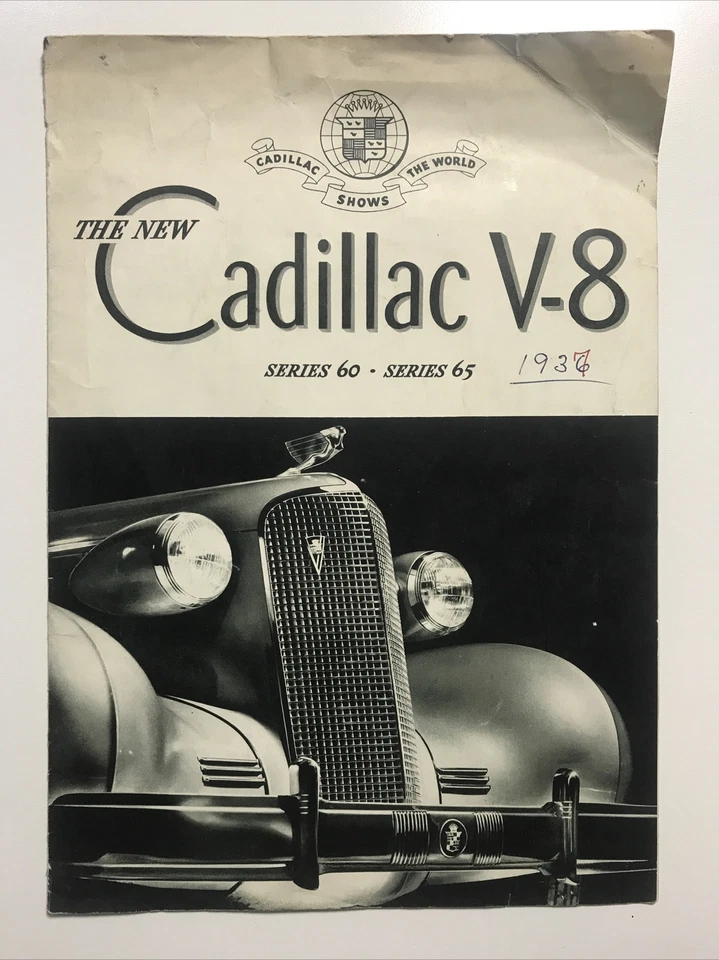 CADILLAC SHOWS THE WORLD
THE NEW
Cadillac V-8
SERIES 60 · SERIES 65 1937